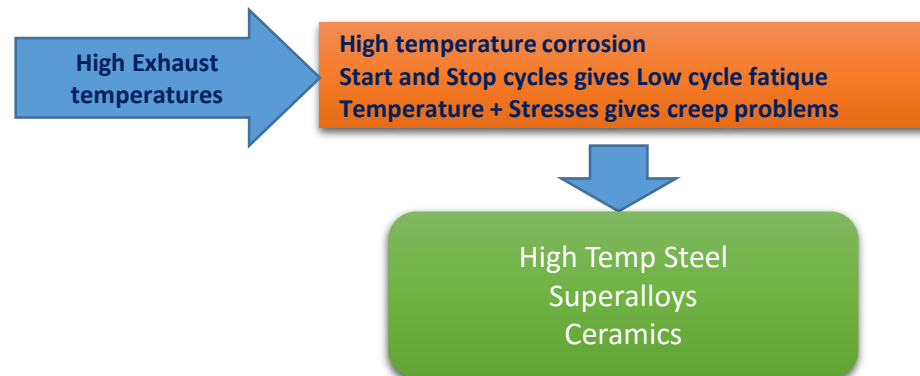 High Exhaust
temperatures
High temperature corrosion
Start and Stop cycles gives Low cycle fatique
Temperature + Stresses gives creep problems
High Temp Steel
Superalloys
Ceramics